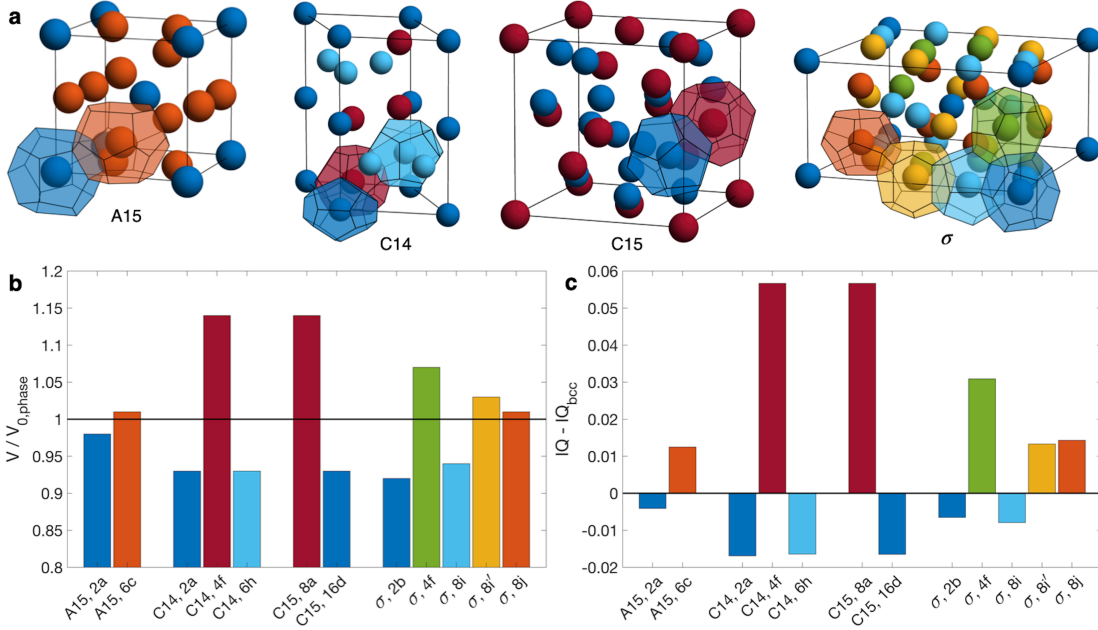 a
A15
C14
C15
σ
b
V / V0,phase
1.2
1.15
1.1
1.05
1
0.95
0.9
0.85
0.8
A15, 2a
A15, 6c
C14, 2a
C14, 4f
C14, 6h
C15, 8a
C15, 16d
σ, 2b
σ, 4f
σ, 8i
σ, 8i′
σ, 8j
c
IQ - IQbcc
0.06
0.05
0.04
0.03
0.02
0.01
0
-0.01
-0.02
A15, 2a
A15, 6c
C14, 2a
C14, 4f
C14, 6h
C15, 8a
C15, 16d
σ, 2b
σ, 4f
σ, 8i
σ, 8i′
σ, 8j